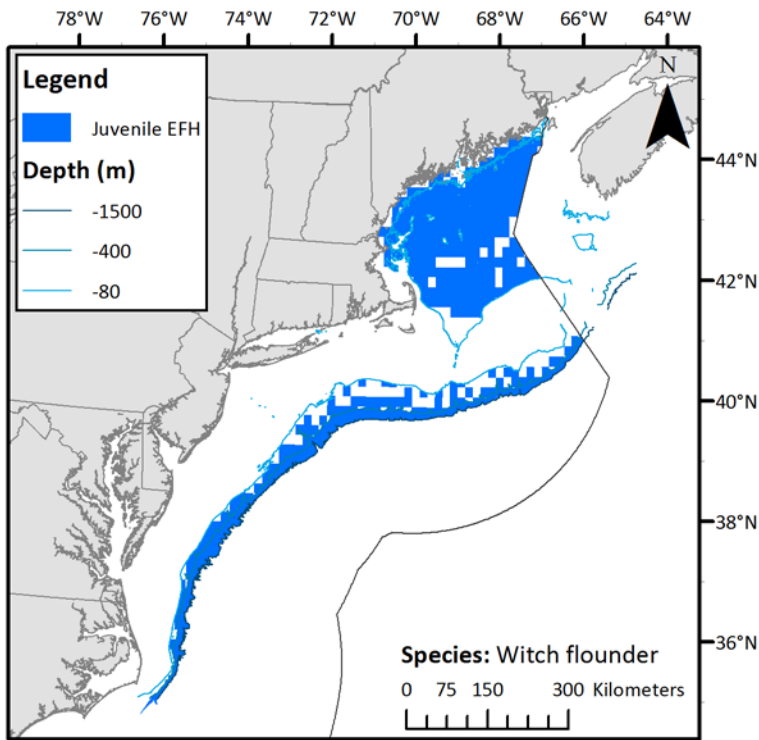 78°W 76°W 74°W 72°W 70°W 68°W 66°W 64°W
Legend
Juvenile EFH
Depth (m)
-1500
-400
-80
N
44°N
42°N
40°N
38°N
36°N
Species: Witch flounder
0 75 150 300 Kilometers